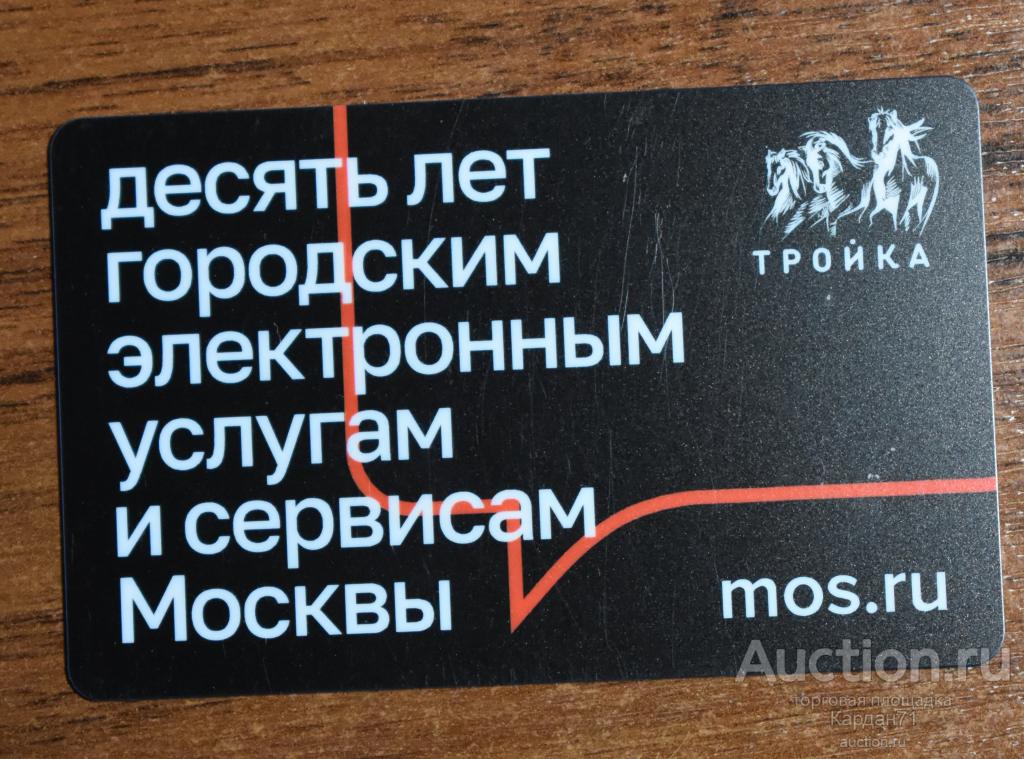 десять лет
городским
электронным
услугам
и сервисам
Москвы
ТРОЙКА
mos.ru
Auction.ru
торговая площадка
Кардан71
auction.ru